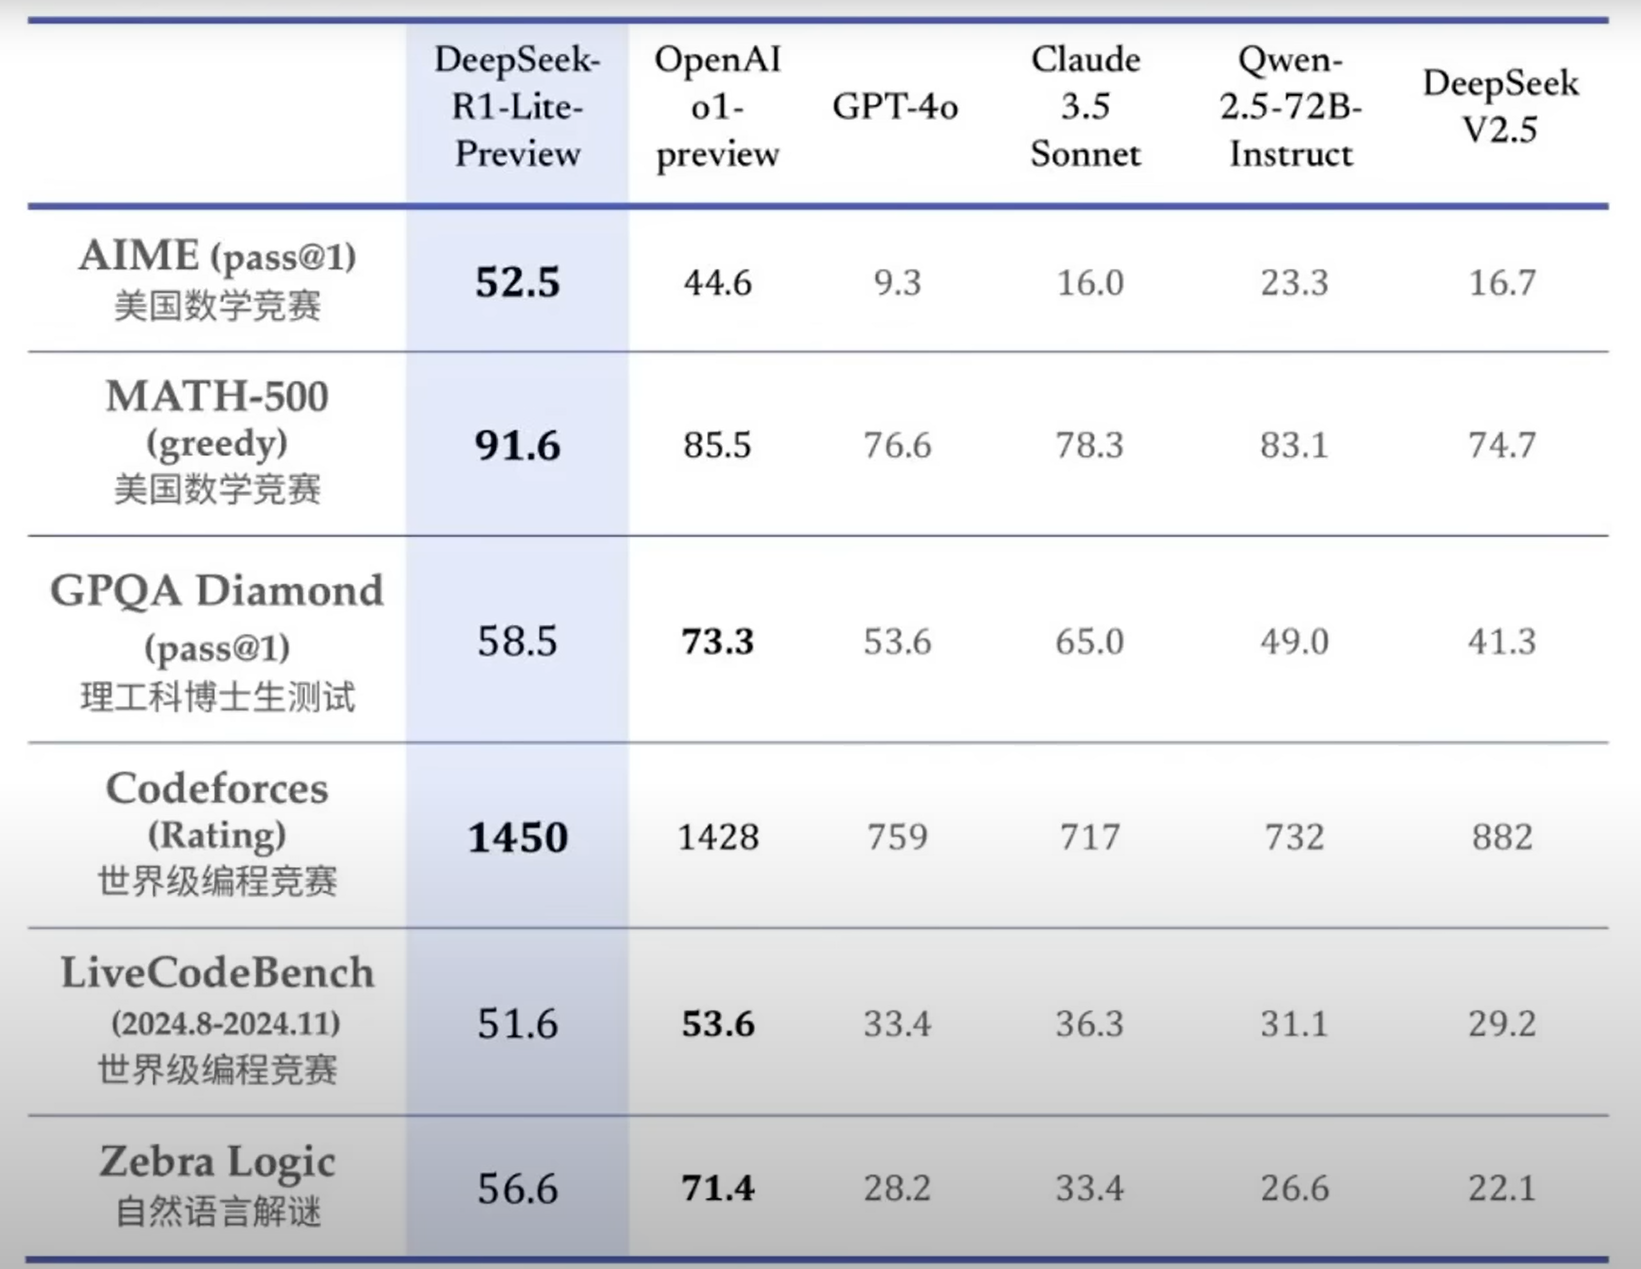 DeepSeek-R1-Lite-Preview OpenAI o1-preview GPT-4o Claude 3.5 Sonnet Qwen-2.5-72B-Instruct DeepSeek V2.5
AIME (pass@1)
美国数学竞赛
52.5 44.6 9.3 16.0 23.3 16.7
MATH-500
(greedy)
美国数学竞赛
91.6 85.5 76.6 78.3 83.1 74.7
GPQA Diamond
(pass@1)
理工科博士生测试
58.5 73.3 53.6 65.0 49.0 41.3
Codeforces
(Rating)
世界级编程竞赛
1450 1428 759 717 732 882
LiveCodeBench
(2024.8-2024.11)
世界级编程竞赛
51.6 53.6 33.4 36.3 31.1 29.2
Zebra Logic
自然语言解谜
56.6 71.4 28.2 33.4 26.6 22.1